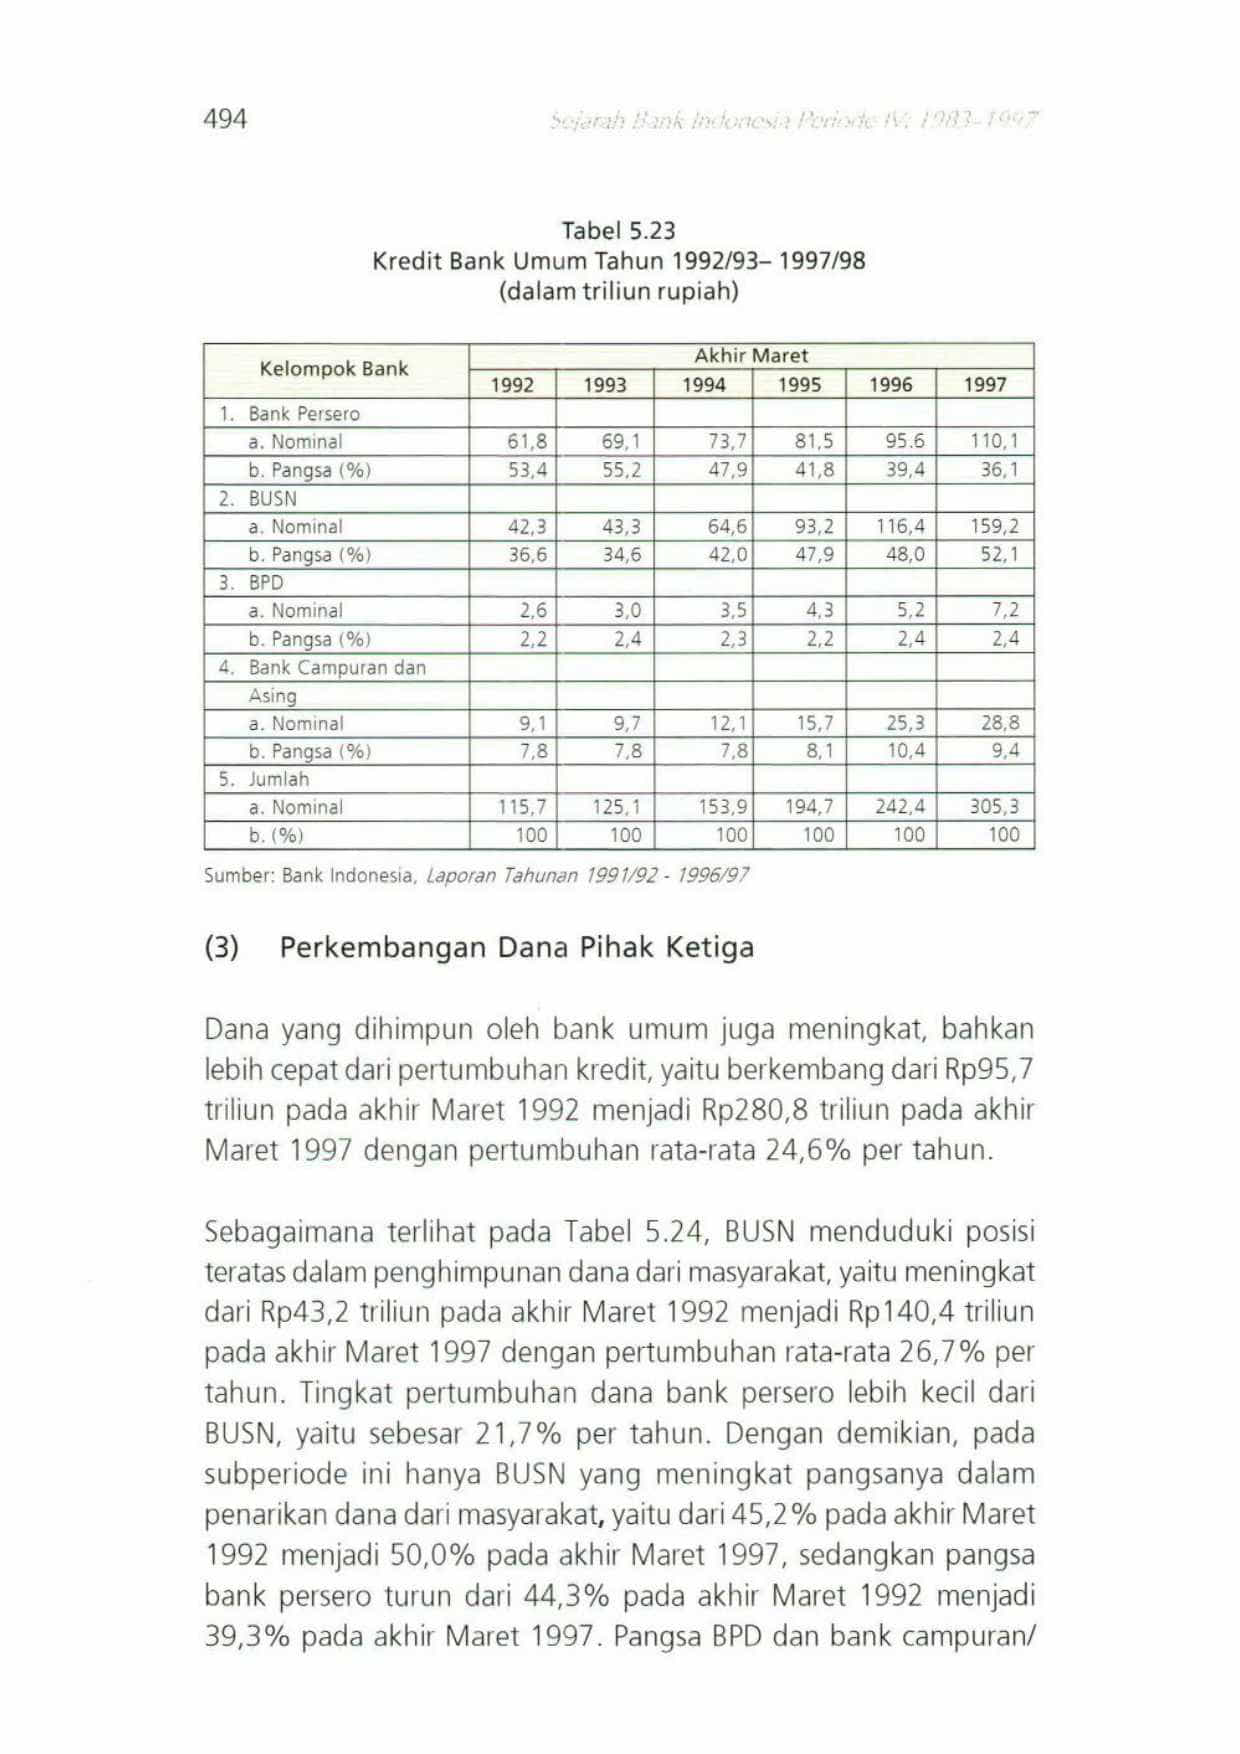 494 Sejarah Bank Indonesia Periode IV: 1983–1997
Tabel 5.23
Kredit Bank Umum Tahun 1992/93– 1997/98
(dalam triliun rupiah)
Kelompok Bank Akhir Maret
1992 1993 1994 1995 1996 1997
1. Bank Persero
a. Nominal 61,8 69,1 73,7 81,5 95.6 110,1
b. Pangsa (%) 53,4 55,2 47,9 41,8 39,4 36,1
2. BUSN
a. Nominal 42,3 43,3 64,6 93,2 116,4 159,2
b. Pangsa (%) 36,6 34,6 42,0 47,9 48,0 52,1
3. BPD
a. Nominal 2,6 3,0 3,5 4,3 5,2 7,2
b. Pangsa (%) 2,2 2,4 2,3 2,2 2,4 2,4
4. Bank Campuran dan
Asing
a. Nominal 9,1 9,7 12,1 15,7 25,3 28,8
b. Pangsa (%) 7,8 7,8 7,8 8,1 10,4 9,4
5. Jumlah
a. Nominal 115,7 125,1 153,9 194,7 242,4 305,3
b. (%) 100 100 100 100 100 100
Sumber: Bank Indonesia, Laporan Tahunan 1991/92 - 1996/97
(3) Perkembangan Dana Pihak Ketiga
Dana yang dihimpun oleh bank umum juga meningkat, bahkan
lebih cepat dari pertumbuhan kredit, yaitu berkembang dari Rp95,7
triliun pada akhir Maret 1992 menjadi Rp280,8 triliun pada akhir
Maret 1997 dengan pertumbuhan rata-rata 24,6% per tahun.
Sebagaimana terlihat pada Tabel 5.24, BUSN menduduki posisi
teratas dalam penghimpunan dana dari masyarakat, yaitu meningkat
dari Rp43,2 triliun pada akhir Maret 1992 menjadi Rp140,4 triliun
pada akhir Maret 1997 dengan pertumbuhan rata-rata 26,7% per
tahun. Tingkat pertumbuhan dana bank persero lebih kecil dari
BUSN, yaitu sebesar 21,7% per tahun. Dengan demikian, pada
subperiode ini hanya BUSN yang meningkat pangsanya dalam
penarikan dana dari masyarakat, yaitu dari 45,2% pada akhir Maret
1992 menjadi 50,0% pada akhir Maret 1997, sedangkan pangsa
bank persero turun dari 44,3% pada akhir Maret 1992 menjadi
39,3% pada akhir Maret 1997. Pangsa BPD dan bank campuran/